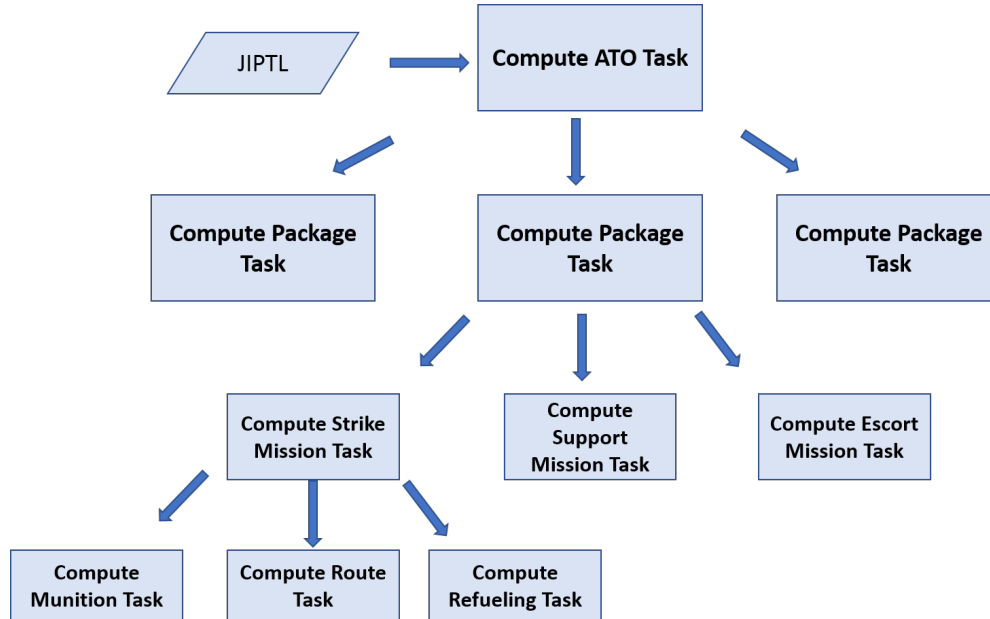 JIPTL
Compute ATO Task
Compute Package
Task
Compute Package
Task
Compute Package
Task
Compute Strike
Mission Task
Compute
Support
Mission Task
Compute Escort
Mission Task
Compute
Munition Task
Compute Route
Task
Compute
Refueling Task